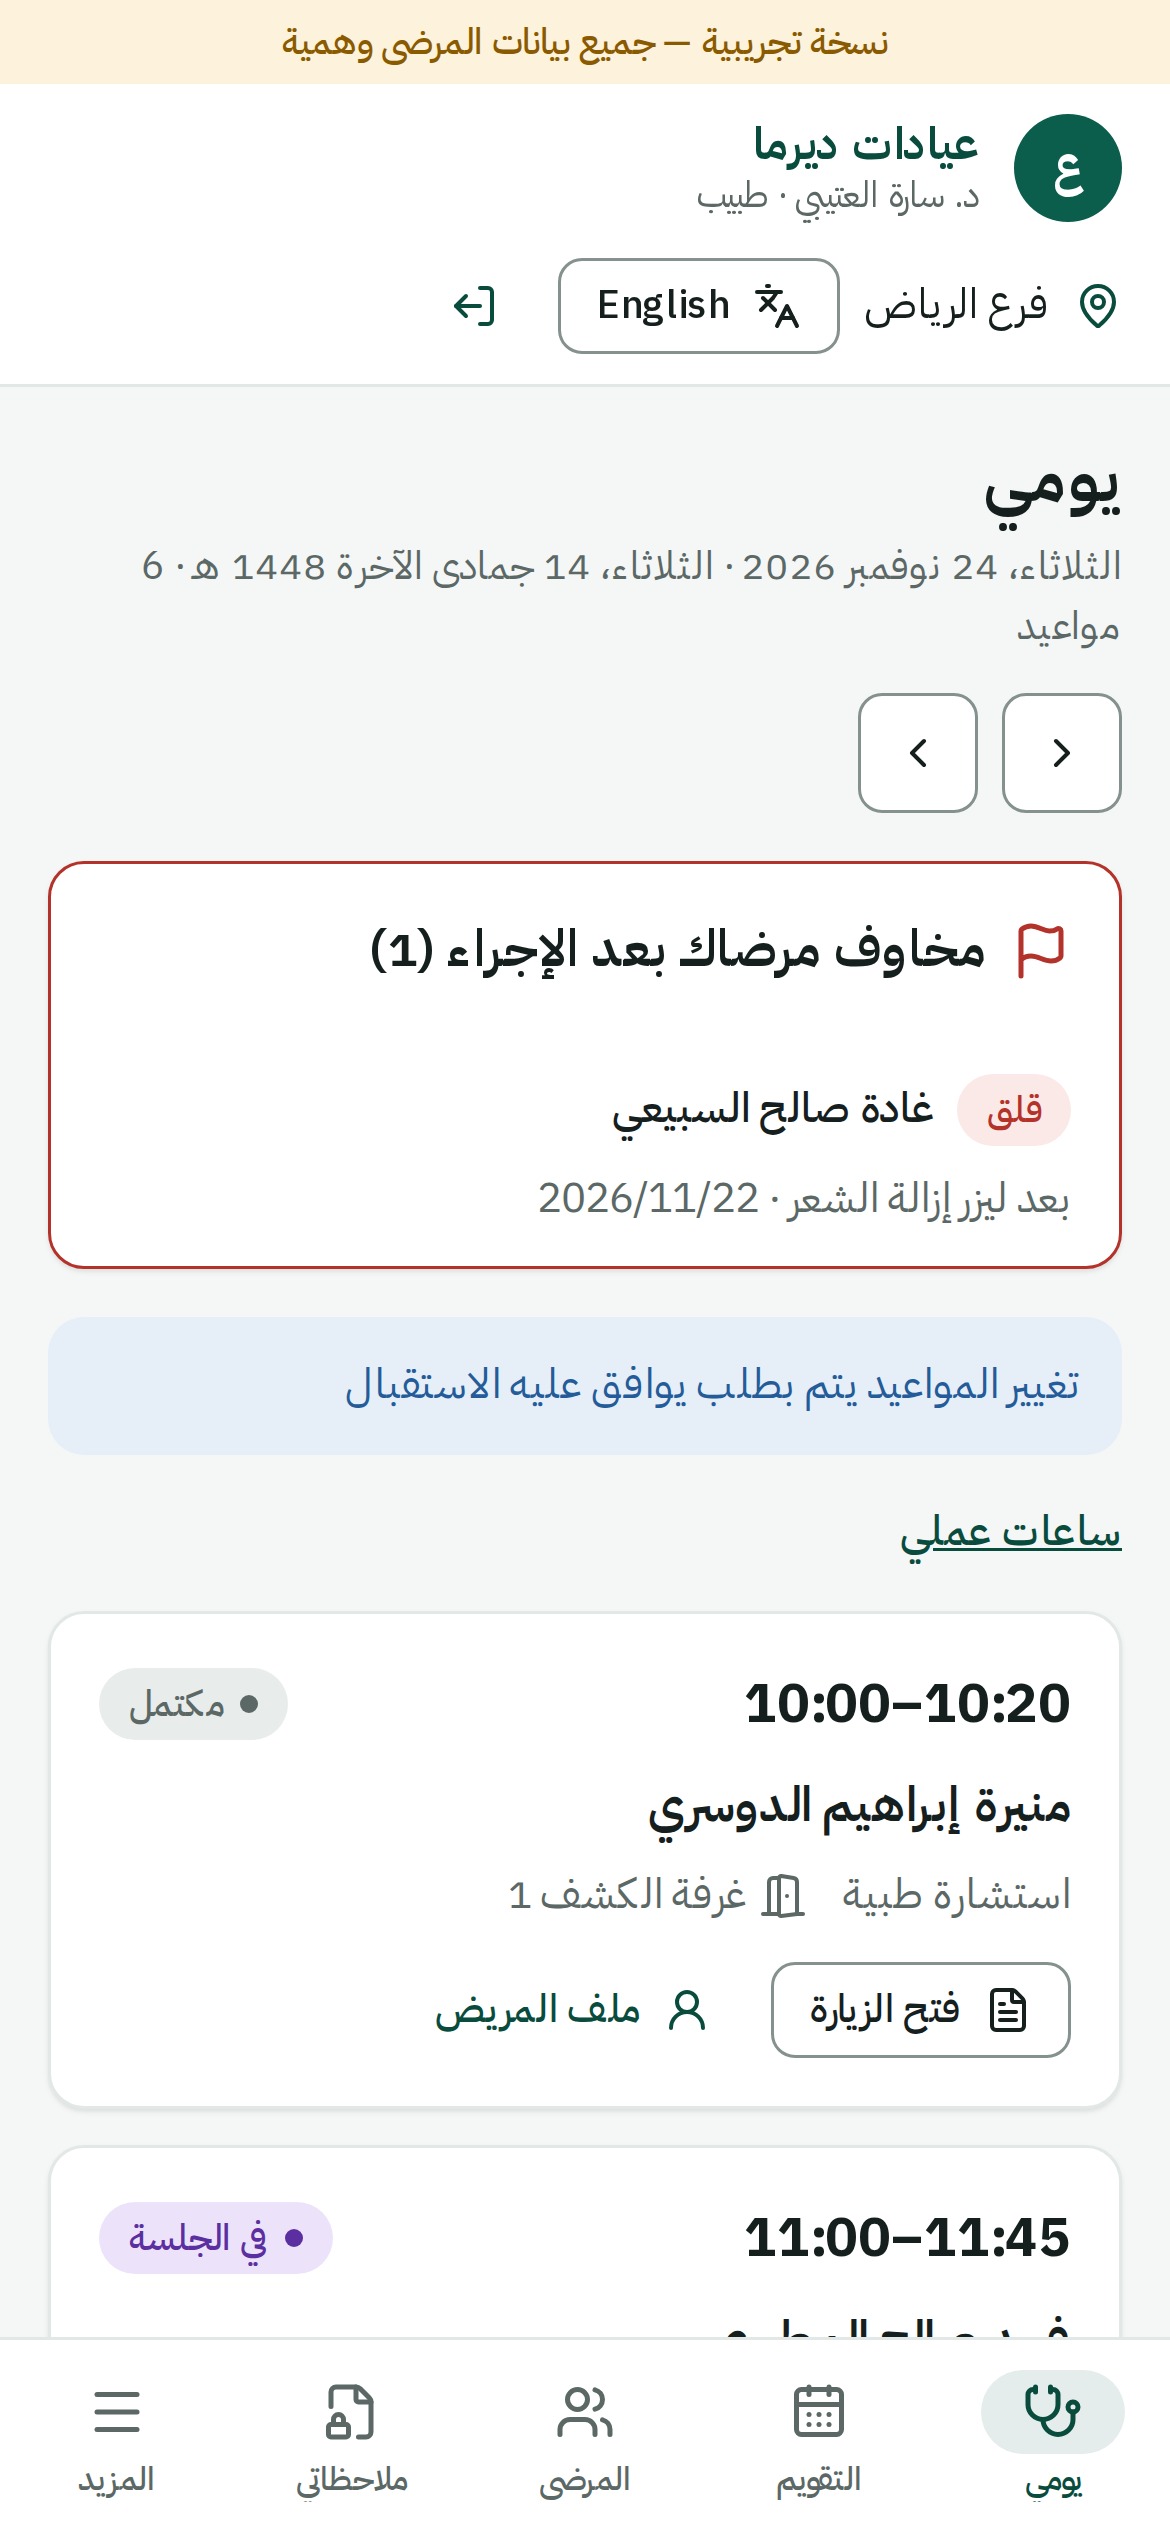 نسخة تجريبية – جميع بيانات المرضى وهمية
ع
عيادات ديرما
د. سارة العتيبي · طبيب
فرع الرياض
English
يومي
الثلاثاء، 24 نوفمبر 2026 · الثلاثاء، 14 جمادى الآخرة 1448 هـ · 6
مواعيد
مخاوف مرضاك بعد الإجراء (1)
قلق غادة صالح السبيعي
بعد ليزر إزالة الشعر · 2026/11/22
تغيير المواعيد يتم بطلب يوافق عليه الاستقبال
ساعات عملي
10:00–10:20
مكتمل
منيرة إبراهيم الدوسري
استشارة طبية غرفة الكشف 1
فتح الزيارة
ملف المريض
11:00–11:45
في الجلسة
يومي
التقويم
المرضى
ملاحظاتي
المزيد